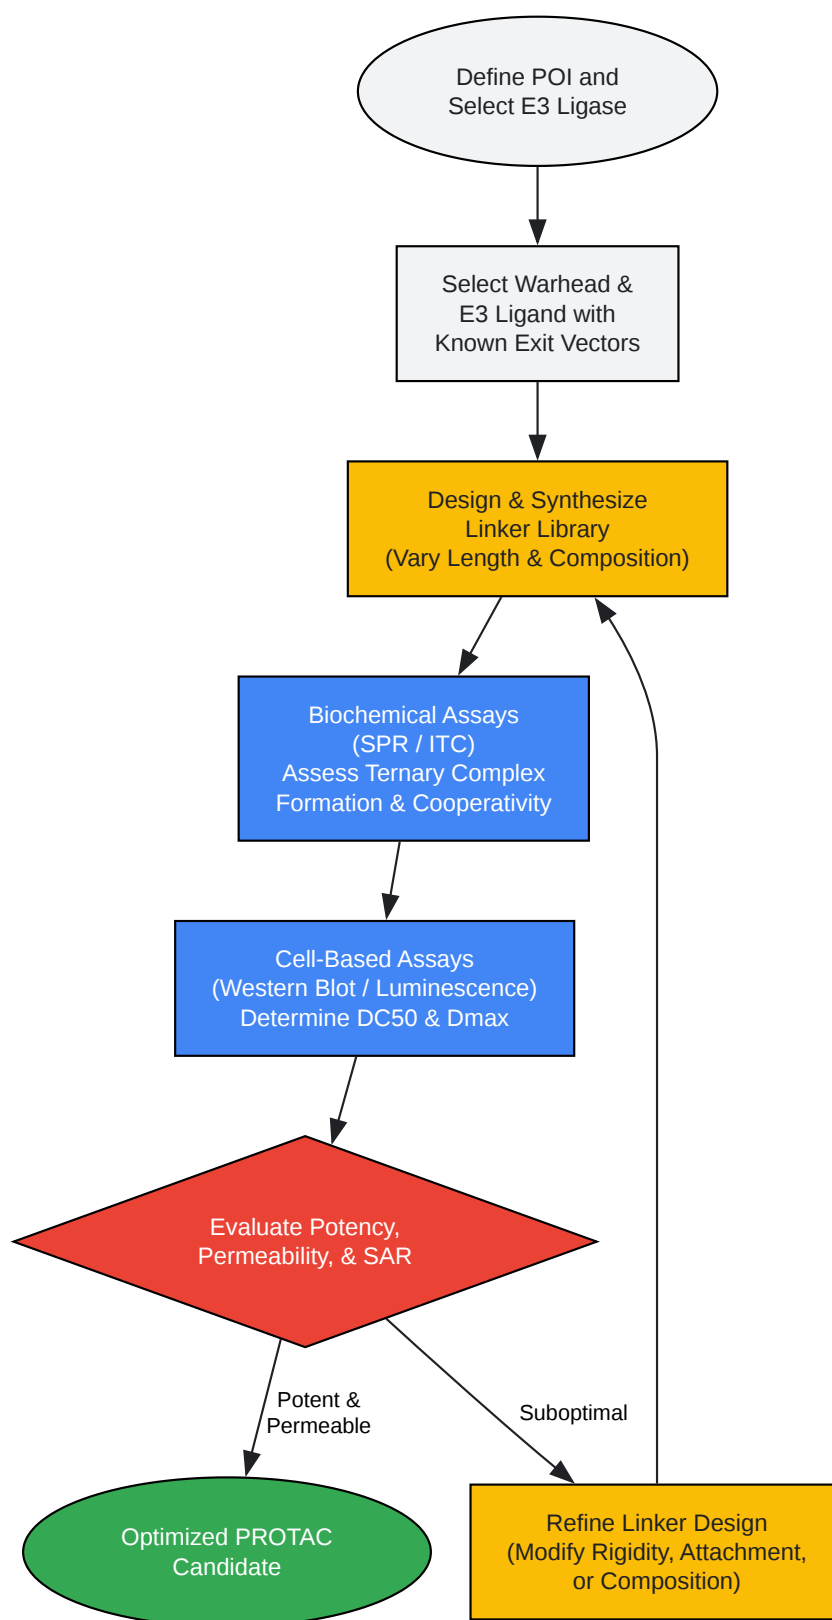 Define POI and
Select E3 Ligase
Select Warhead &
E3 Ligand with
Known Exit Vectors
Design & Synthesize
Linker Library
(Vary Length & Composition)
Biochemical Assays
(SPR / ITC)
Assess Ternary Complex
Formation & Cooperativity
Cell-Based Assays
(Western Blot / Luminescence)
Determine DC50 & Dmax
Evaluate Potency,
Permeability, & SAR
Potent &
Permeable
Suboptimal
Optimized PROTAC
Candidate
Refine Linker Design
(Modify Rigidity, Attachment,
or Composition)